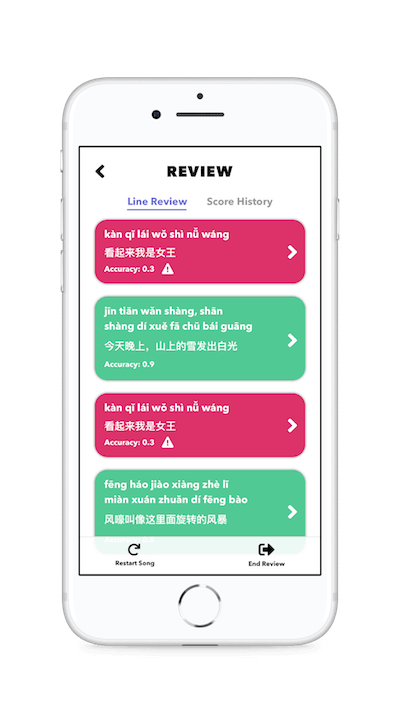 REVIEW
Line Review Score History
kàn qǐ lái wǒ shì nǚ wáng
看起来我是女王
Accuracy: 0.3
jīn tiān wǎn shàng, shān
shàng dí xuě fā chū bái guāng
今天晚上，山上的雪发出白光
Accuracy: 0.9
kàn qǐ lái wǒ shì nǚ wáng
看起来我是女王
Accuracy: 0.3
fēng háo jiào xiàng zhè lǐ
miàn xuán zhuǎn dí fēng bào
风嚎叫像这里面旋转的风暴
Restart Song End Review